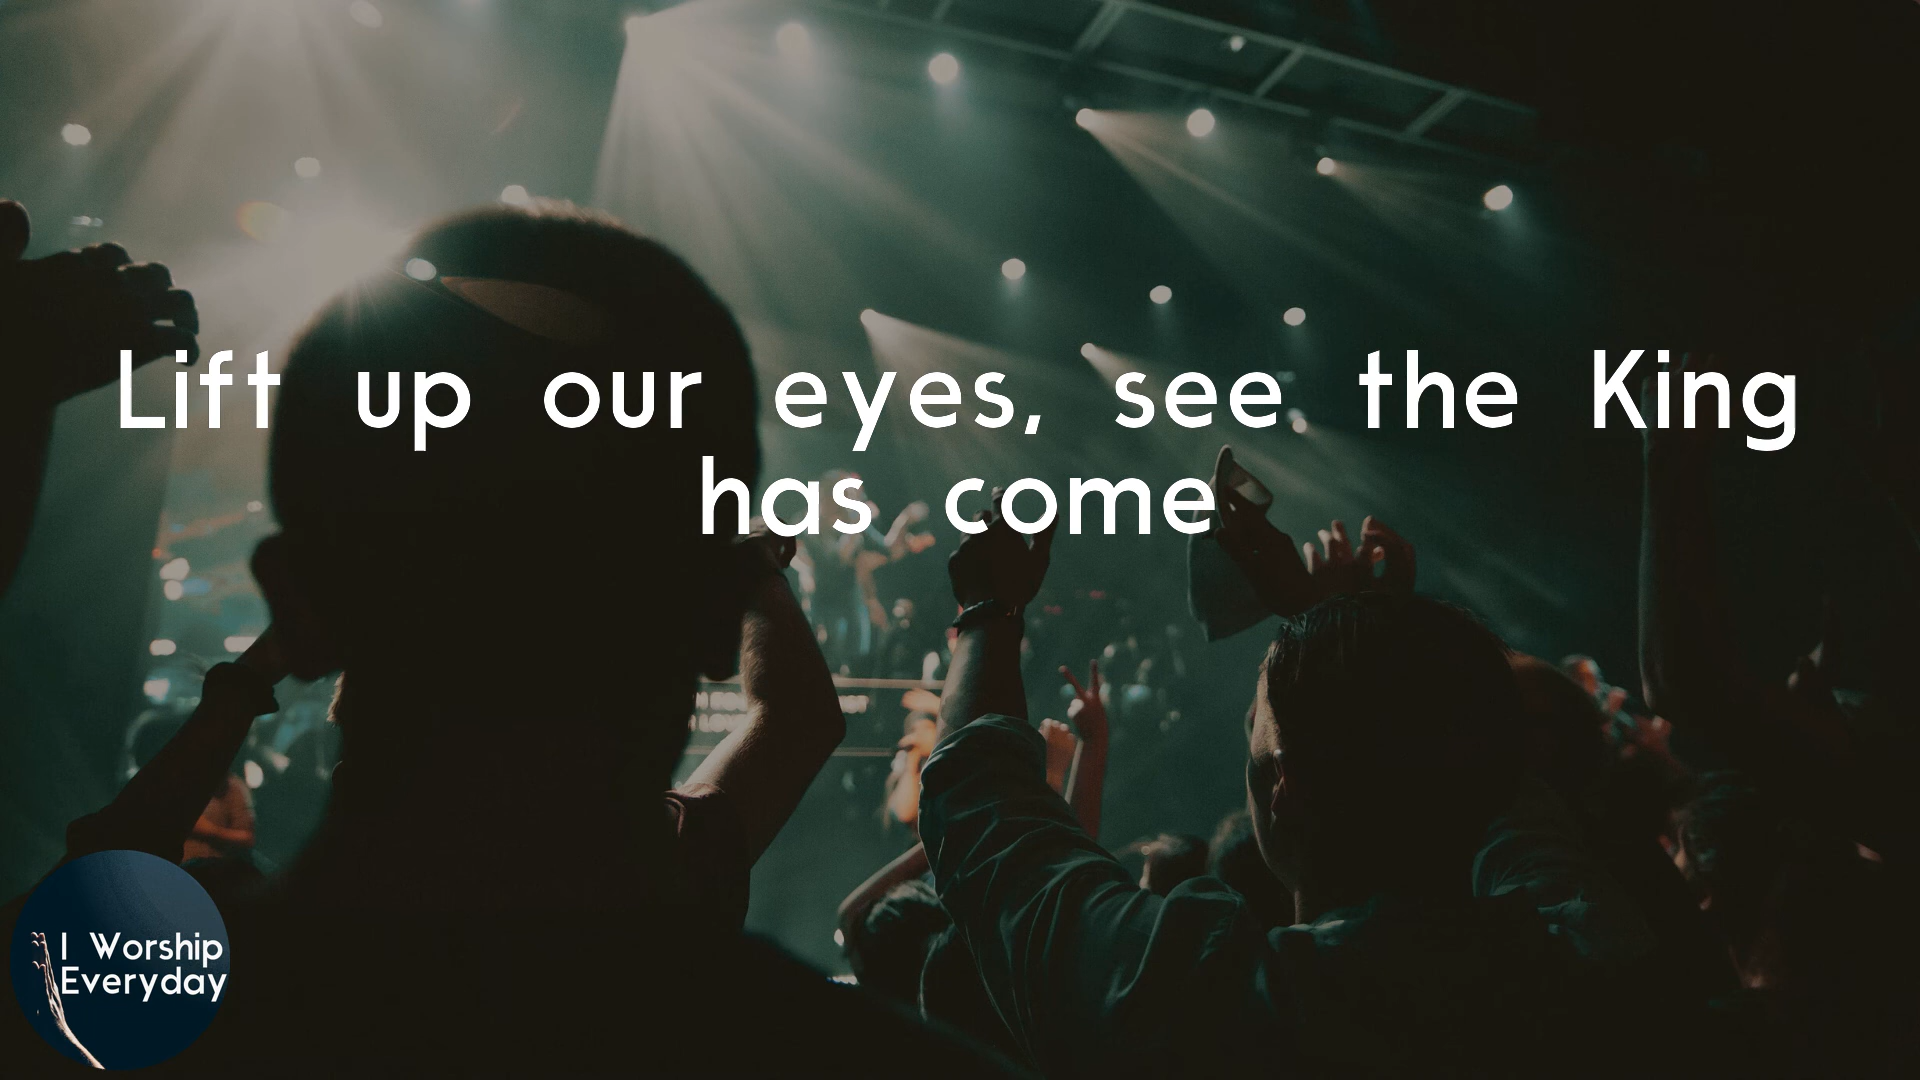 Lift up our eyes, see the King
has come
I Worship
Everyday